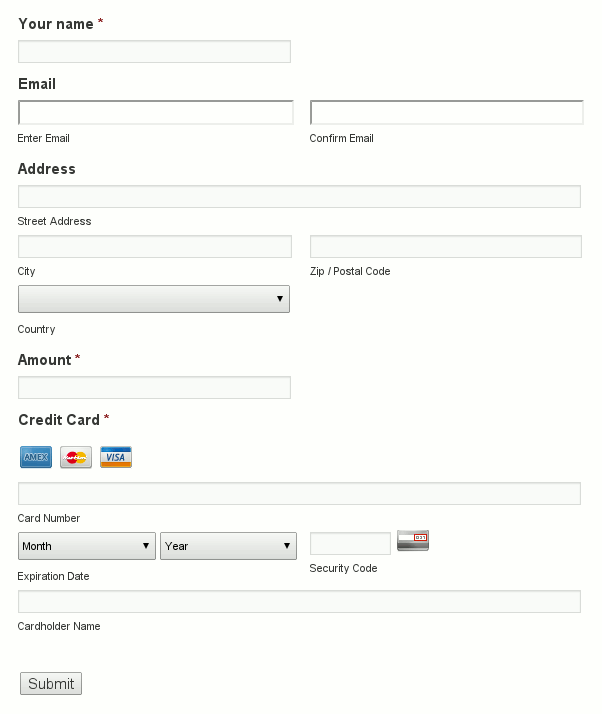 Your name *
Email
Enter Email Confirm Email
Address
Street Address
City Zip / Postal Code
Country
Amount *
Credit Card *
AMEX MasterCard VISA
Card Number
Month Year
Expiration Date Security Code
Cardholder Name
Submit